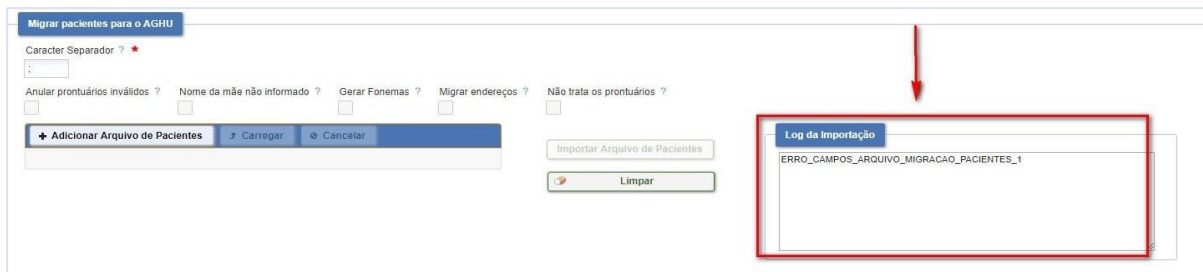 Migrar pacientes para o AGHU
Caracter Separador ? *
;
Anular prontuários inválidos ? Nome da mãe não informado ? Gerar Fonemas ? Migrar endereços ? Não trata os prontuários ?
+ Adicionar Arquivo de Pacientes Carregar Cancelar
Importar Arquivo de Pacientes
Limpar
Log da Importação
ERRO_CAMPOS_ARQUIVO_MIGRACAO_PACIENTES_1